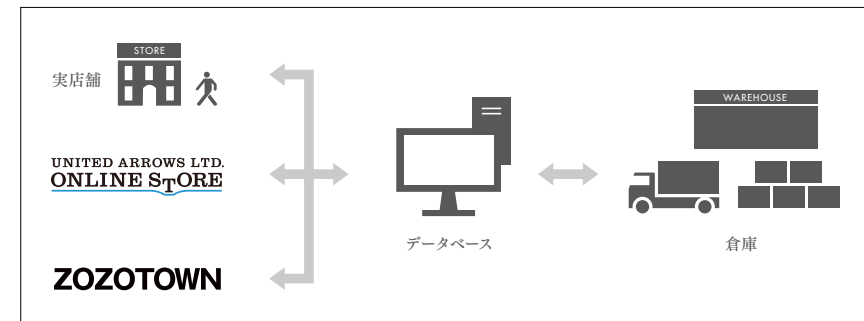 STORE
実店舗
UNITED ARROWS LTD.
ONLINE STORE
ZOZOTOWN
データベース
WAREHOUSE
倉庫